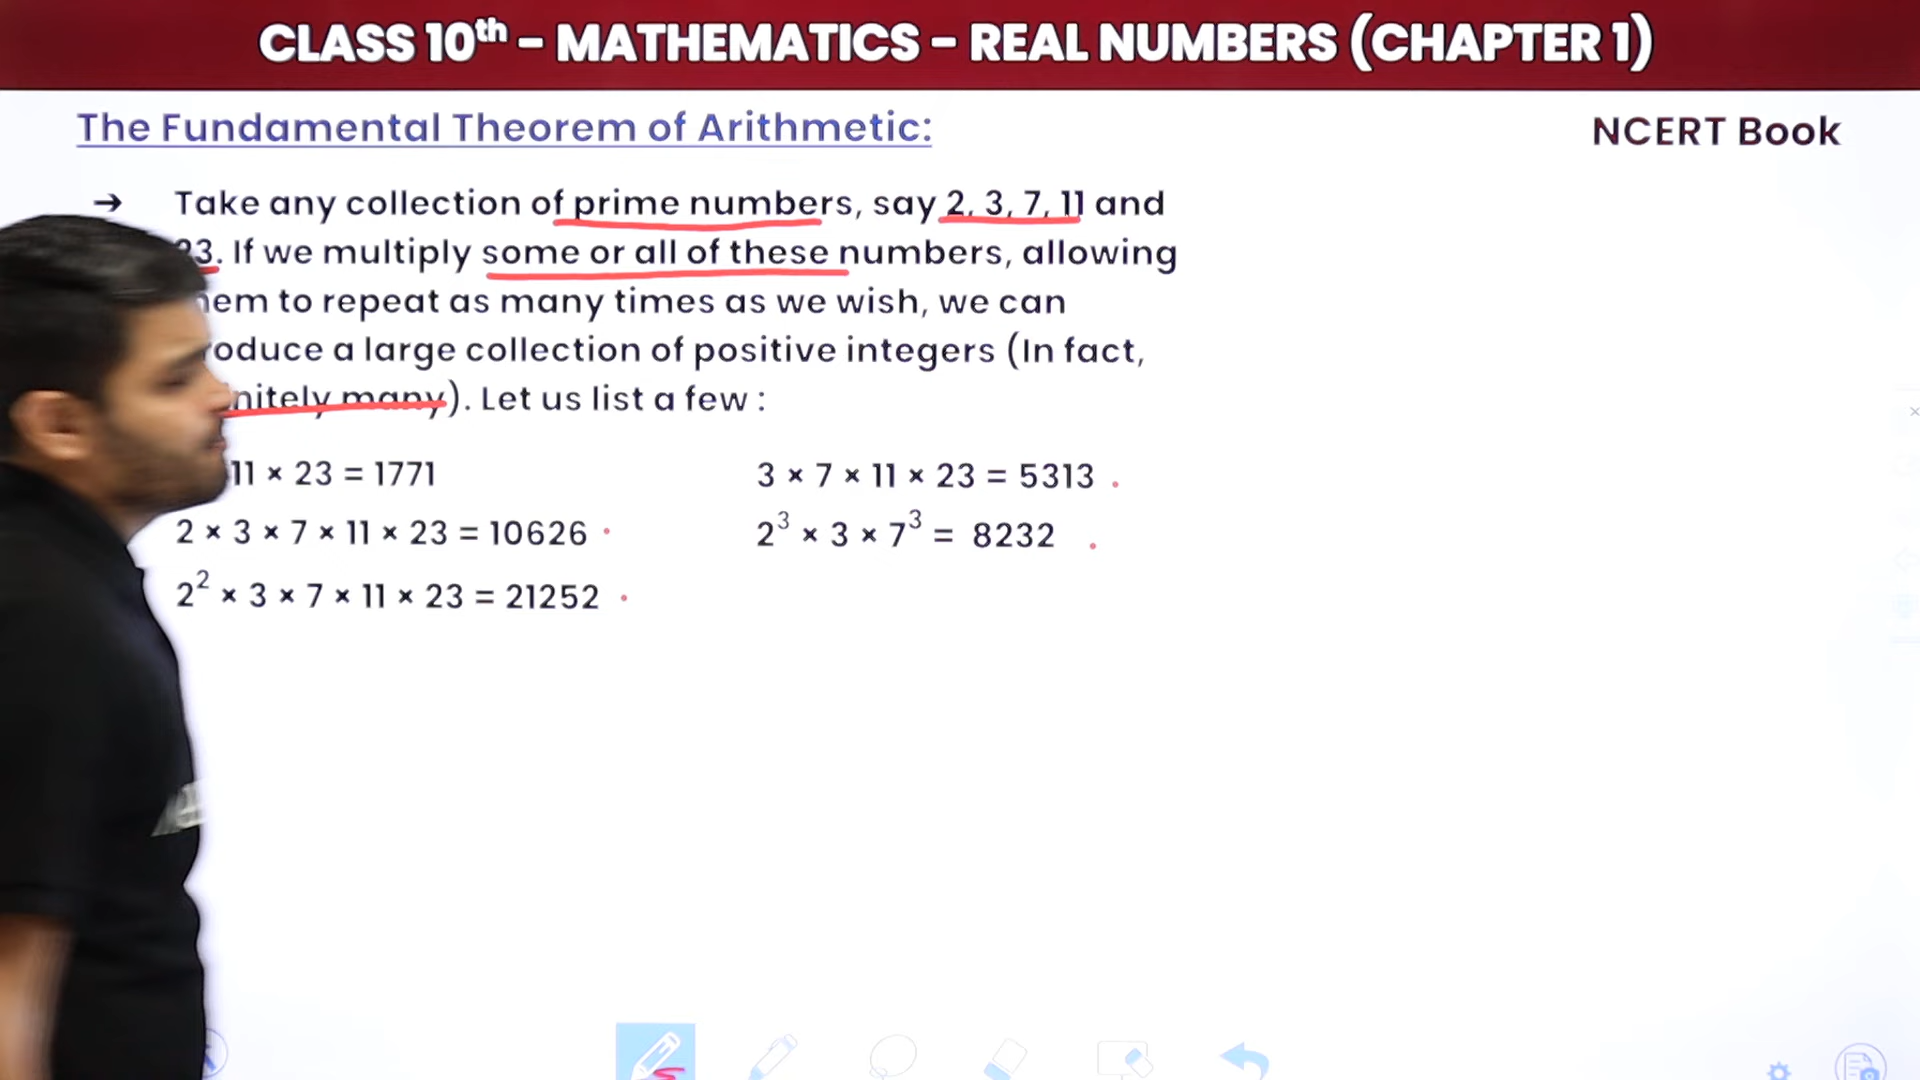 CLASS 10th - MATHEMATICS - REAL NUMBERS (CHAPTER 1)
The Fundamental Theorem of Arithmetic:
NCERT Book
→ Take any collection of prime numbers, say 2, 3, 7, 11 and
23. If we multiply some or all of these numbers, allowing
them to repeat as many times as we wish, we can
produce a large collection of positive integers (In fact,
infinitely many). Let us list a few :
11 × 23 = 1771
3 × 7 × 11 × 23 = 5313
2 × 3 × 7 × 11 × 23 = 10626
2³ × 3 × 7³ = 8232
2² × 3 × 7 × 11 × 23 = 21252